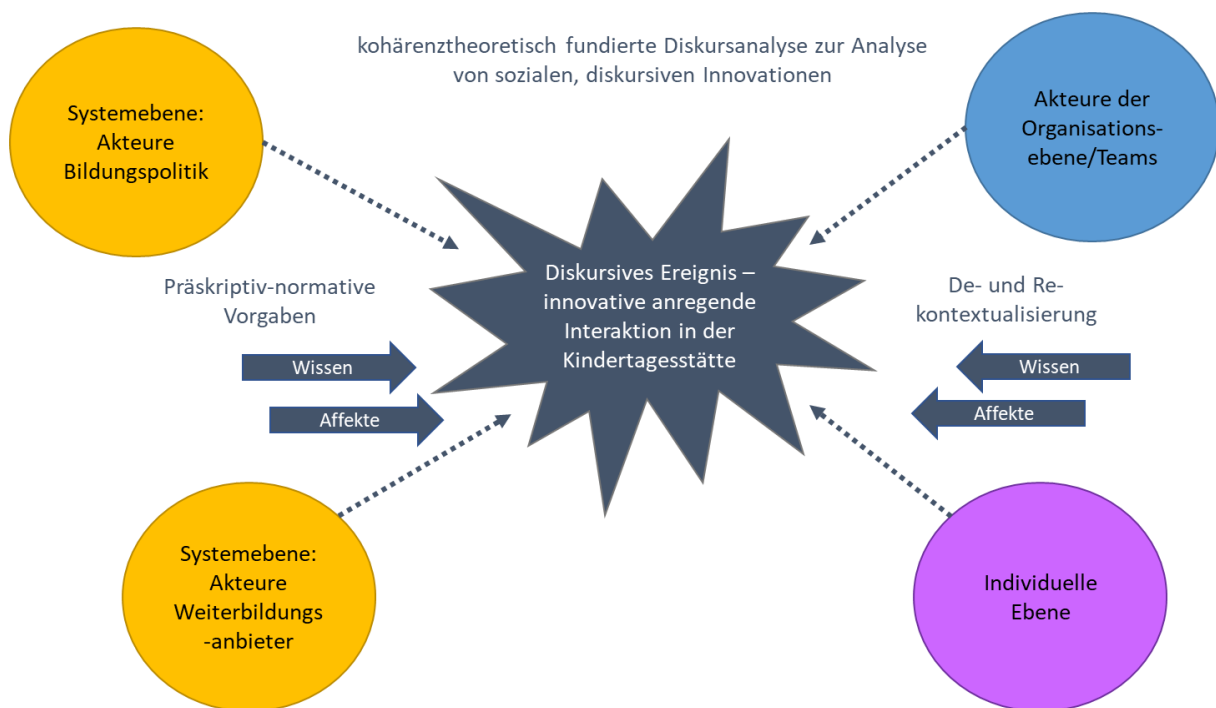 kohärenztheoretisch fundierte Diskursanalyse zur Analyse
von sozialen, diskursiven Innovationen
Systemebene:
Akteure
Bildungspolitik
Akteure der
Organisations-
ebene/Teams
Präskriptiv-normative
Vorgaben
Wissen
Affekte
Diskursives Ereignis –
innovative anregende
Interaktion in der
Kindertagesstätte
De- und Re-
kontextualisierung
Wissen
Affekte
Systemebene:
Akteure
Weiterbildungs
-anbieter
Individuelle
Ebene